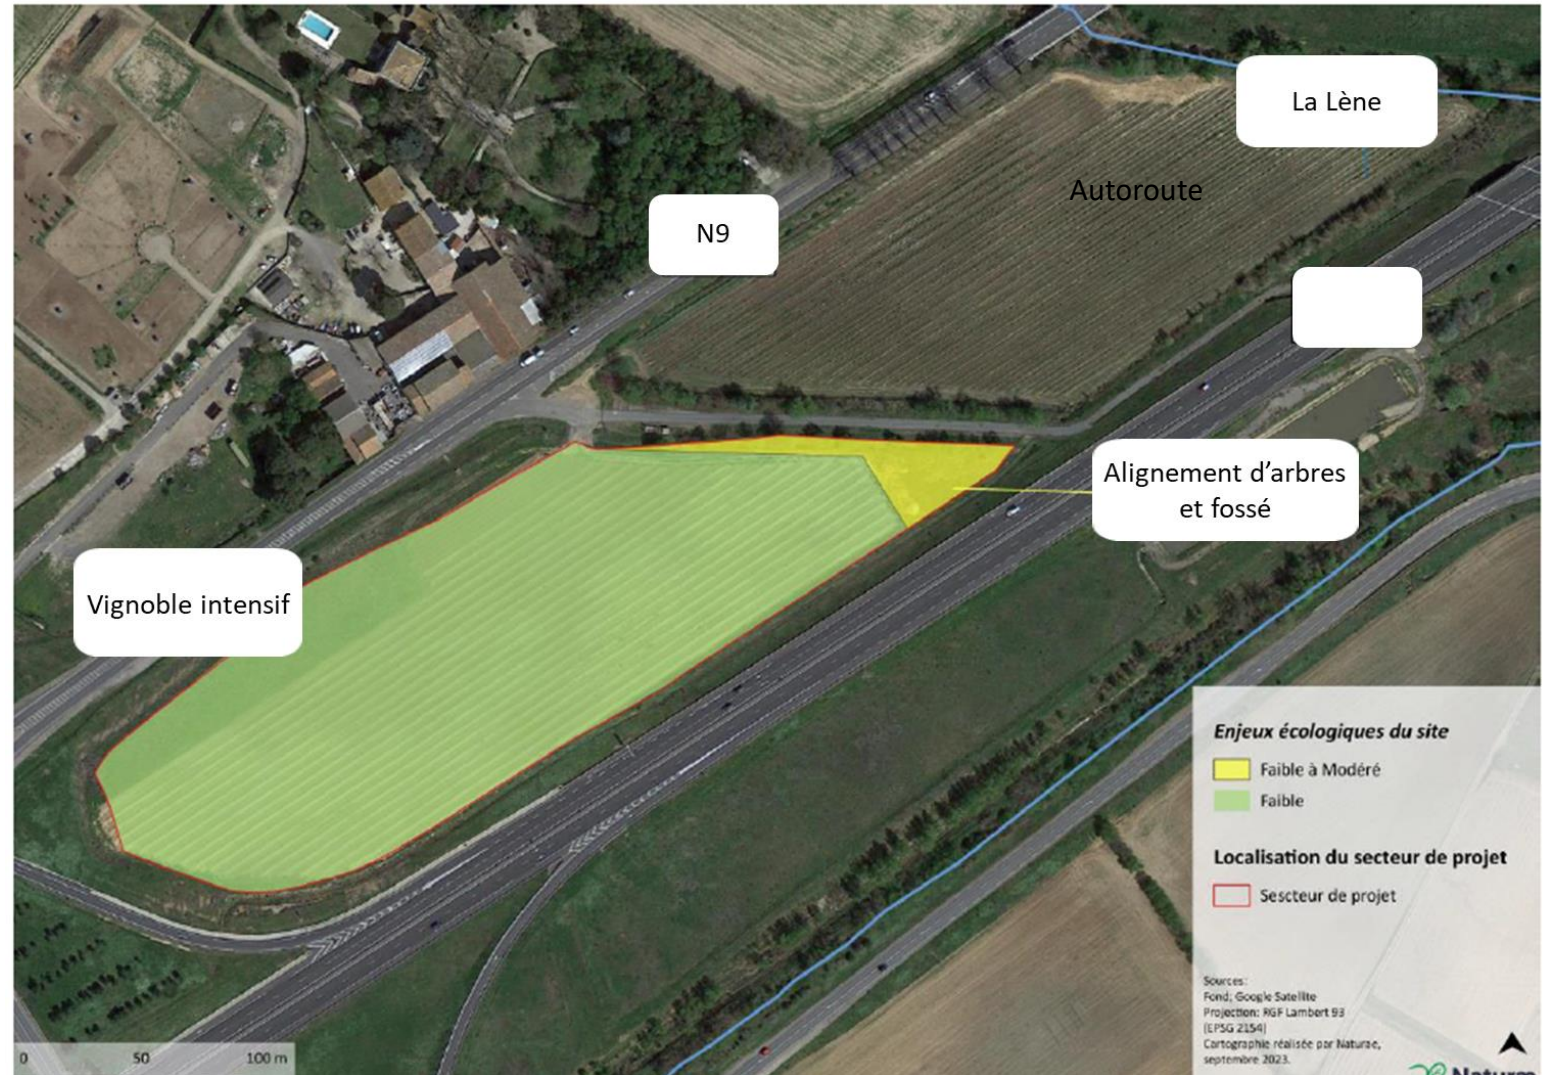 La Lène
Autoroute
N9
Alignement d’arbres
et fossé
Vignoble intensif
Enjeux écologiques du site
Faible à Modéré
Faible
Localisation du secteur de projet
Sescteur de projet
Sources:
Fond; Google Satellite
Projection: RGF Lambert 93
(EPSG 2154)
Cartographie réalisée par Naturae,
septembre 2023.
0 50 100 m